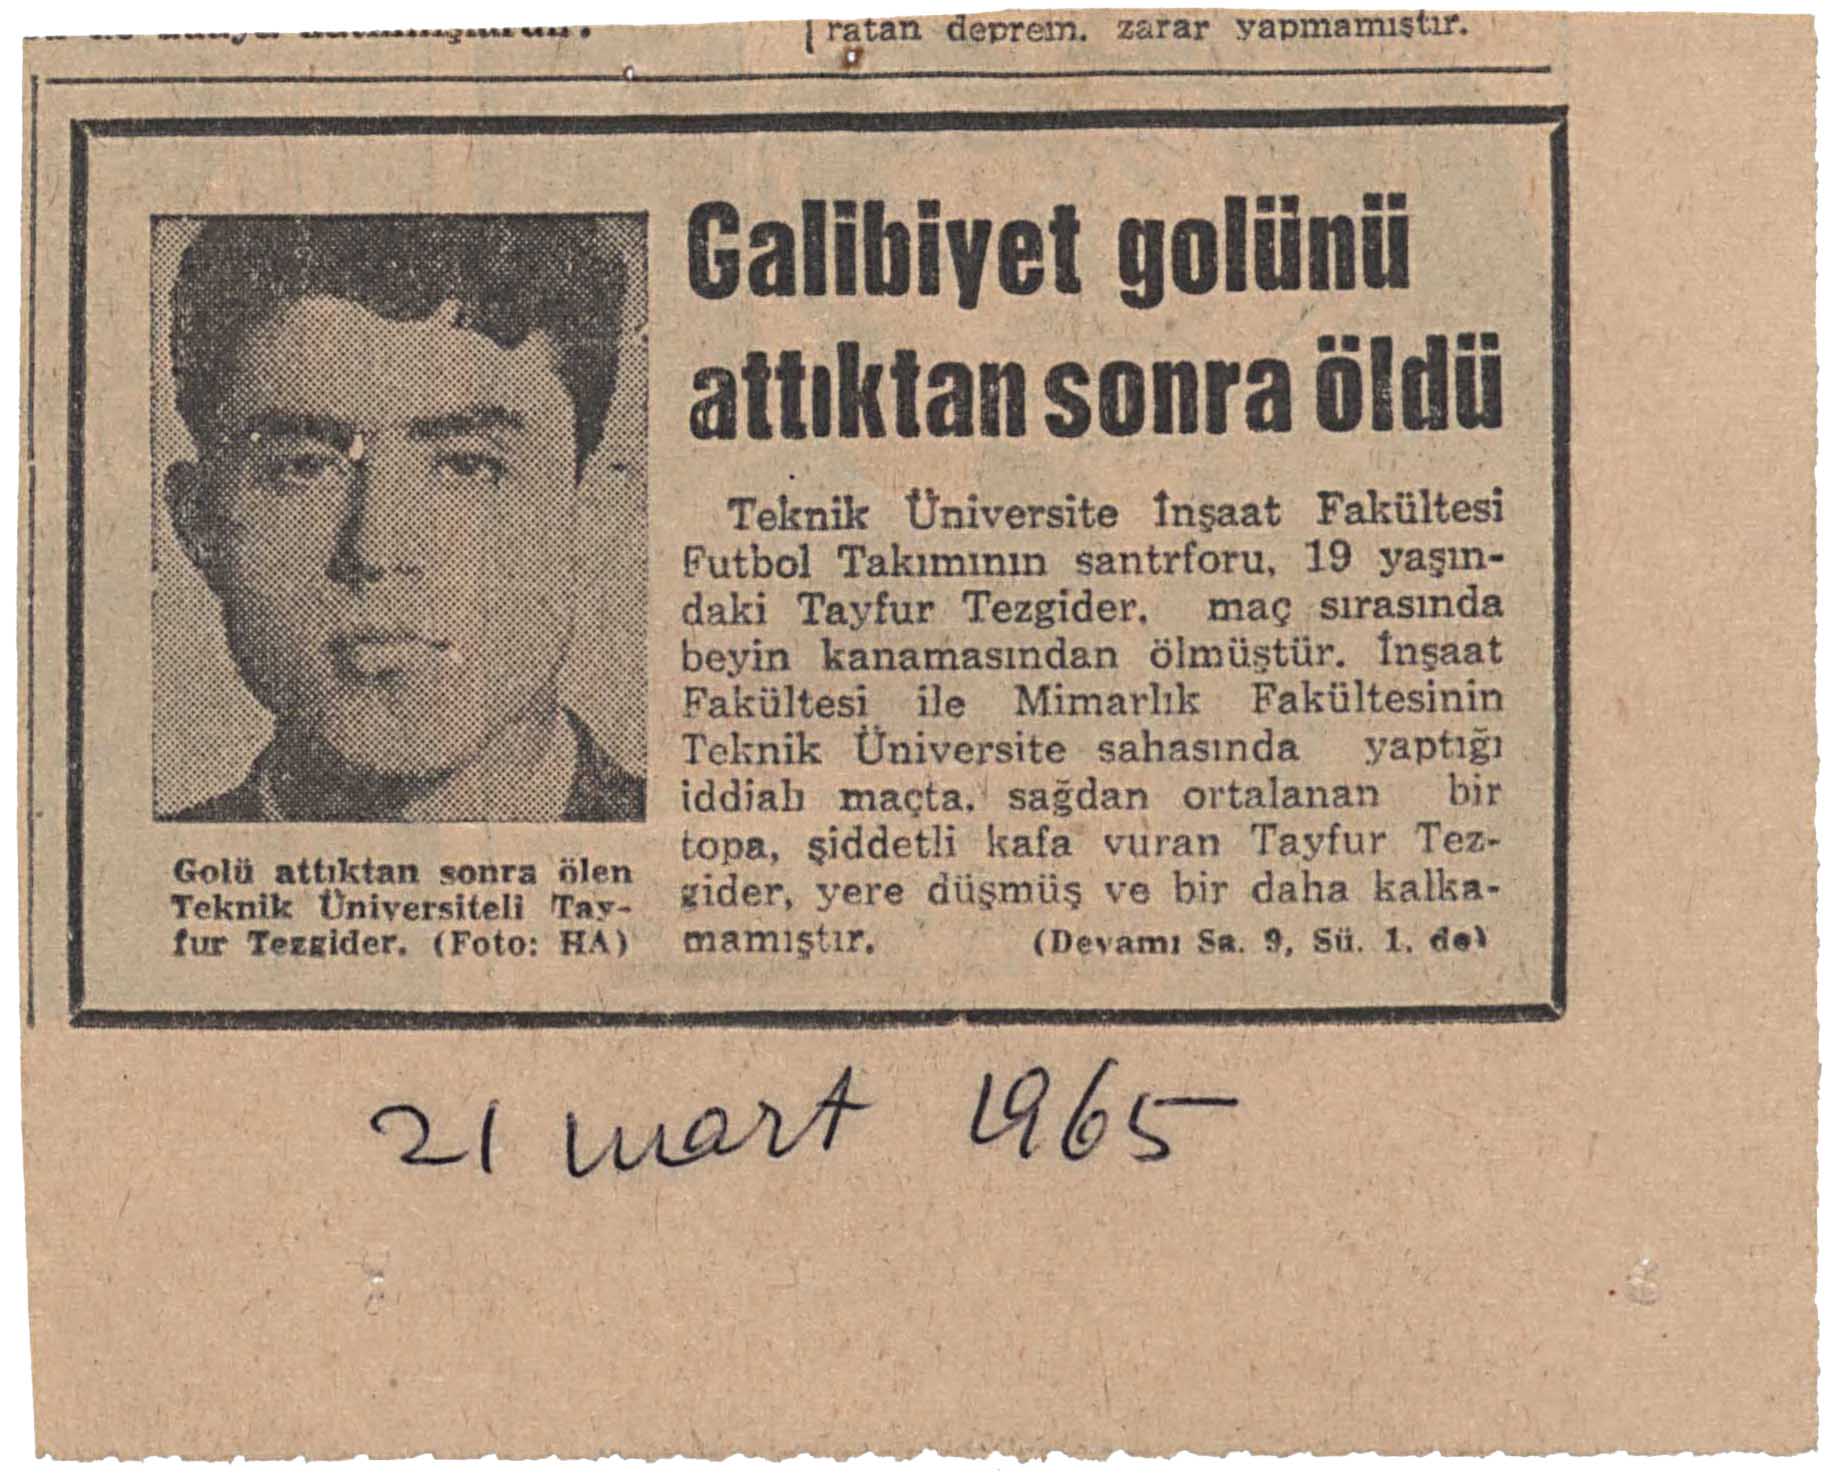 ratan deprem. zarar yapmamıştır.
Galibiyet golünü
attıktan sonra öldü
Teknik Üniversite İnşaat Fakültesi
Futbol Takımının santrforu, 19 yaşın-
daki Tayfur Tezgider, maç sırasında
beyin kanamasından ölmüştür. İnşaat
Fakültesi ile Mimarlık Fakültesinin
Teknik Üniversite sahasında yaptığı
iddialı maçta, sağdan ortalanan bir
topa, şiddetli kafa vuran Tayfur Tez-
gider, yere düşmüş ve bir daha kalka-
mamıştır. (Devamı Sa. 9, Sü. 1. de)
Golü attıktan sonra ölen
Teknik Üniversiteli Tay-
fur Tezgider. (Foto: HA)
21 mart 1965